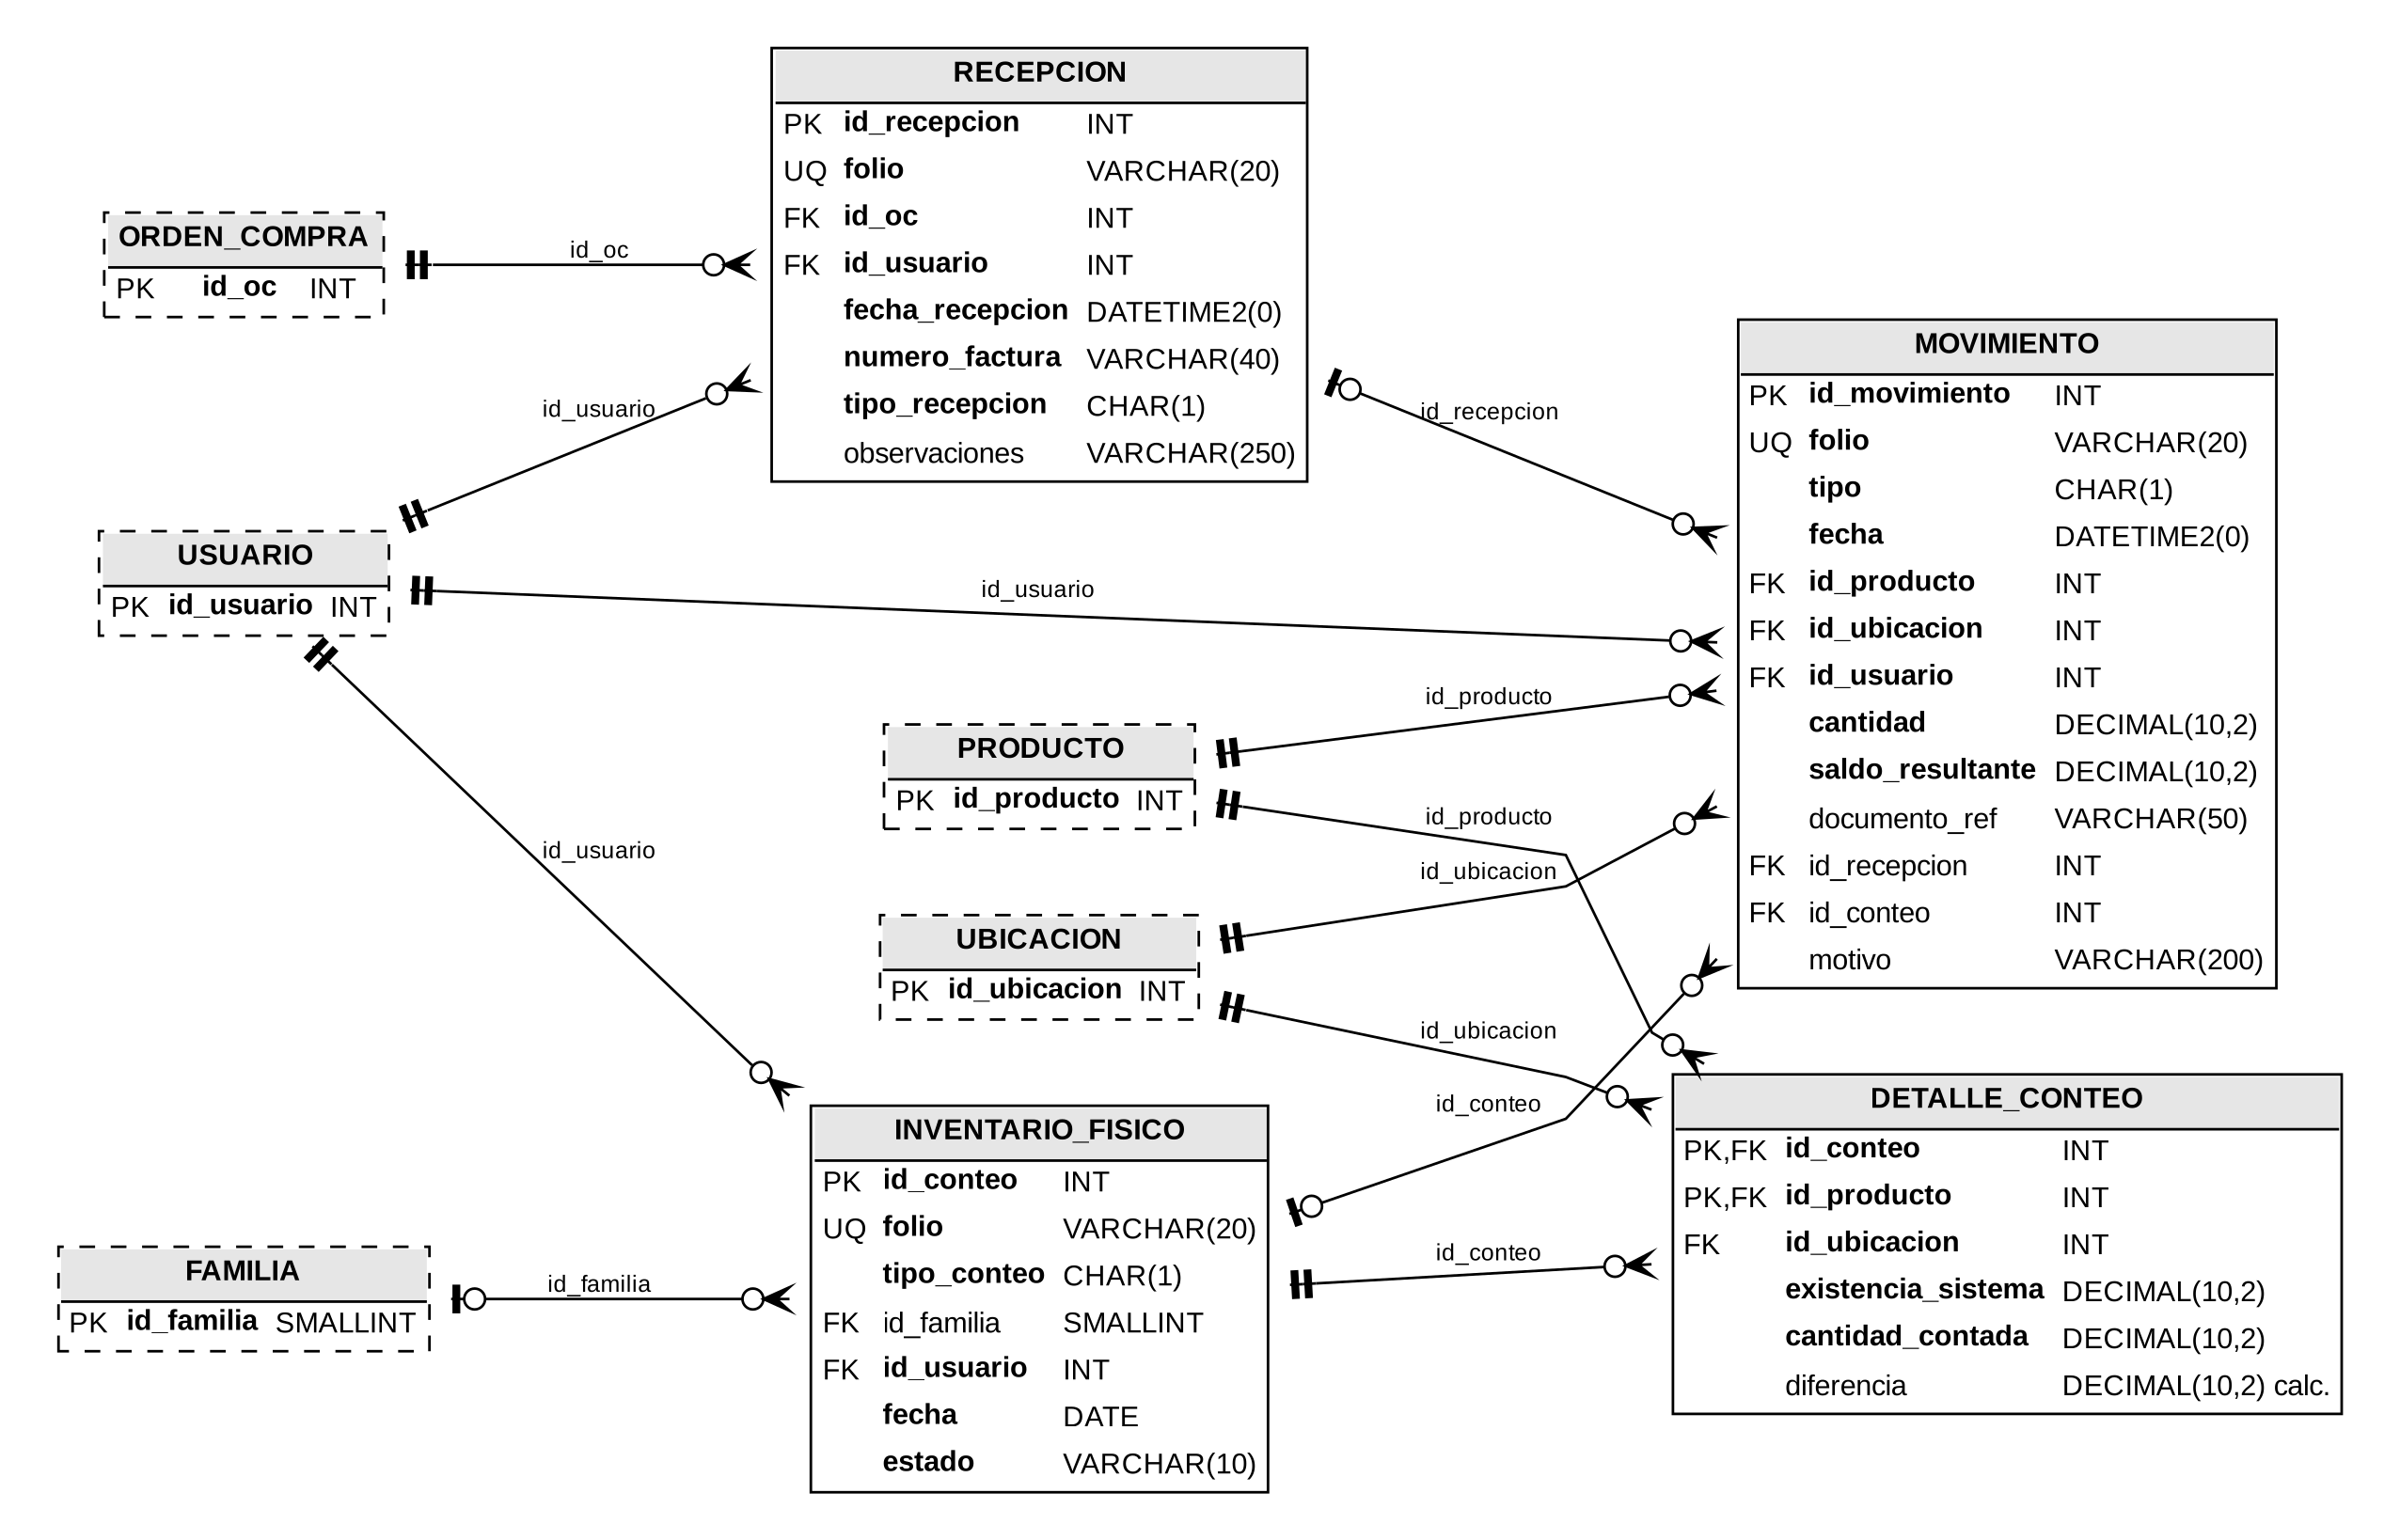 RECEPCION
PK id_recepcion INT
UQ folio VARCHAR(20)
FK id_oc INT
FK id_usuario INT
fecha_recepcion DATETIME2(0)
numero_factura VARCHAR(40)
tipo_recepcion CHAR(1)
observaciones VARCHAR(250)
ORDEN_COMPRA
PK id_oc INT
id_oc
id_usuario
id_recepcion
USUARIO
PK id_usuario INT
id_usuario
id_usuario
MOVIMIENTO
PK id_movimiento INT
UQ folio VARCHAR(20)
tipo CHAR(1)
fecha DATETIME2(0)
FK id_producto INT
FK id_ubicacion INT
FK id_usuario INT
cantidad DECIMAL(10,2)
saldo_resultante DECIMAL(10,2)
documento_ref VARCHAR(50)
FK id_recepcion INT
FK id_conteo INT
motivo VARCHAR(200)
PRODUCTO
PK id_producto INT
id_producto
id_producto
UBICACION
PK id_ubicacion INT
id_ubicacion
id_ubicacion
FAMILIA
PK id_familia SMALLINT
id_familia
INVENTARIO_FISICO
PK id_conteo INT
UQ folio VARCHAR(20)
tipo_conteo CHAR(1)
FK id_familia SMALLINT
FK id_usuario INT
fecha DATE
estado VARCHAR(10)
id_conteo
id_conteo
DETALLE_CONTEO
PK,FK id_conteo INT
PK,FK id_producto INT
FK id_ubicacion INT
existencia_sistema DECIMAL(10,2)
cantidad_contada DECIMAL(10,2)
diferencia DECIMAL(10,2) calc.